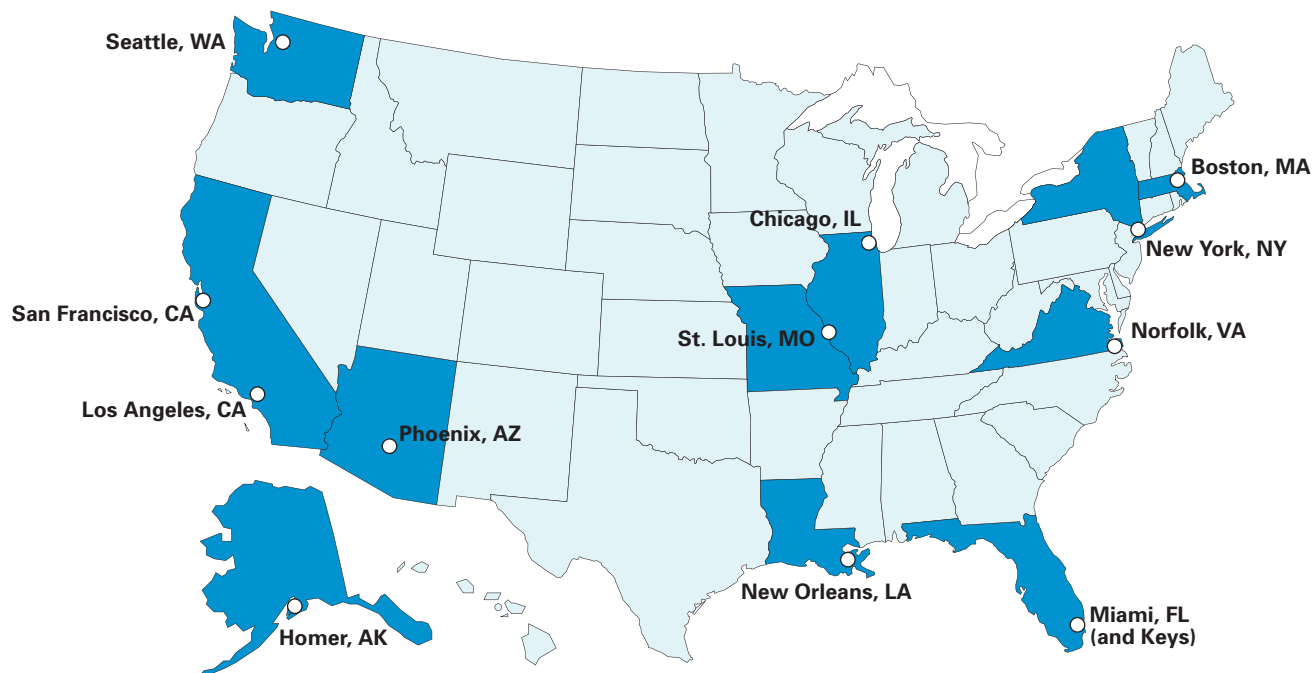 Seattle, WA
Boston, MA
Chicago, IL
New York, NY
San Francisco, CA
St. Louis, MO
Norfolk, VA
Los Angeles, CA
Phoenix, AZ
New Orleans, LA
Miami, FL
(and Keys)
Homer, AK